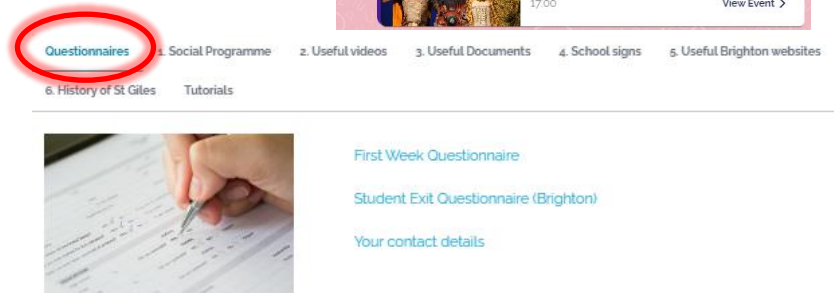 17:00 View Event >
Questionnaires 1. Social Programme 2. Useful videos 3. Useful Documents 4. School signs 5. Useful Brighton websites
6. History of St Giles Tutorials
First Week Questionnaire
Student Exit Questionnaire (Brighton)
Your contact details